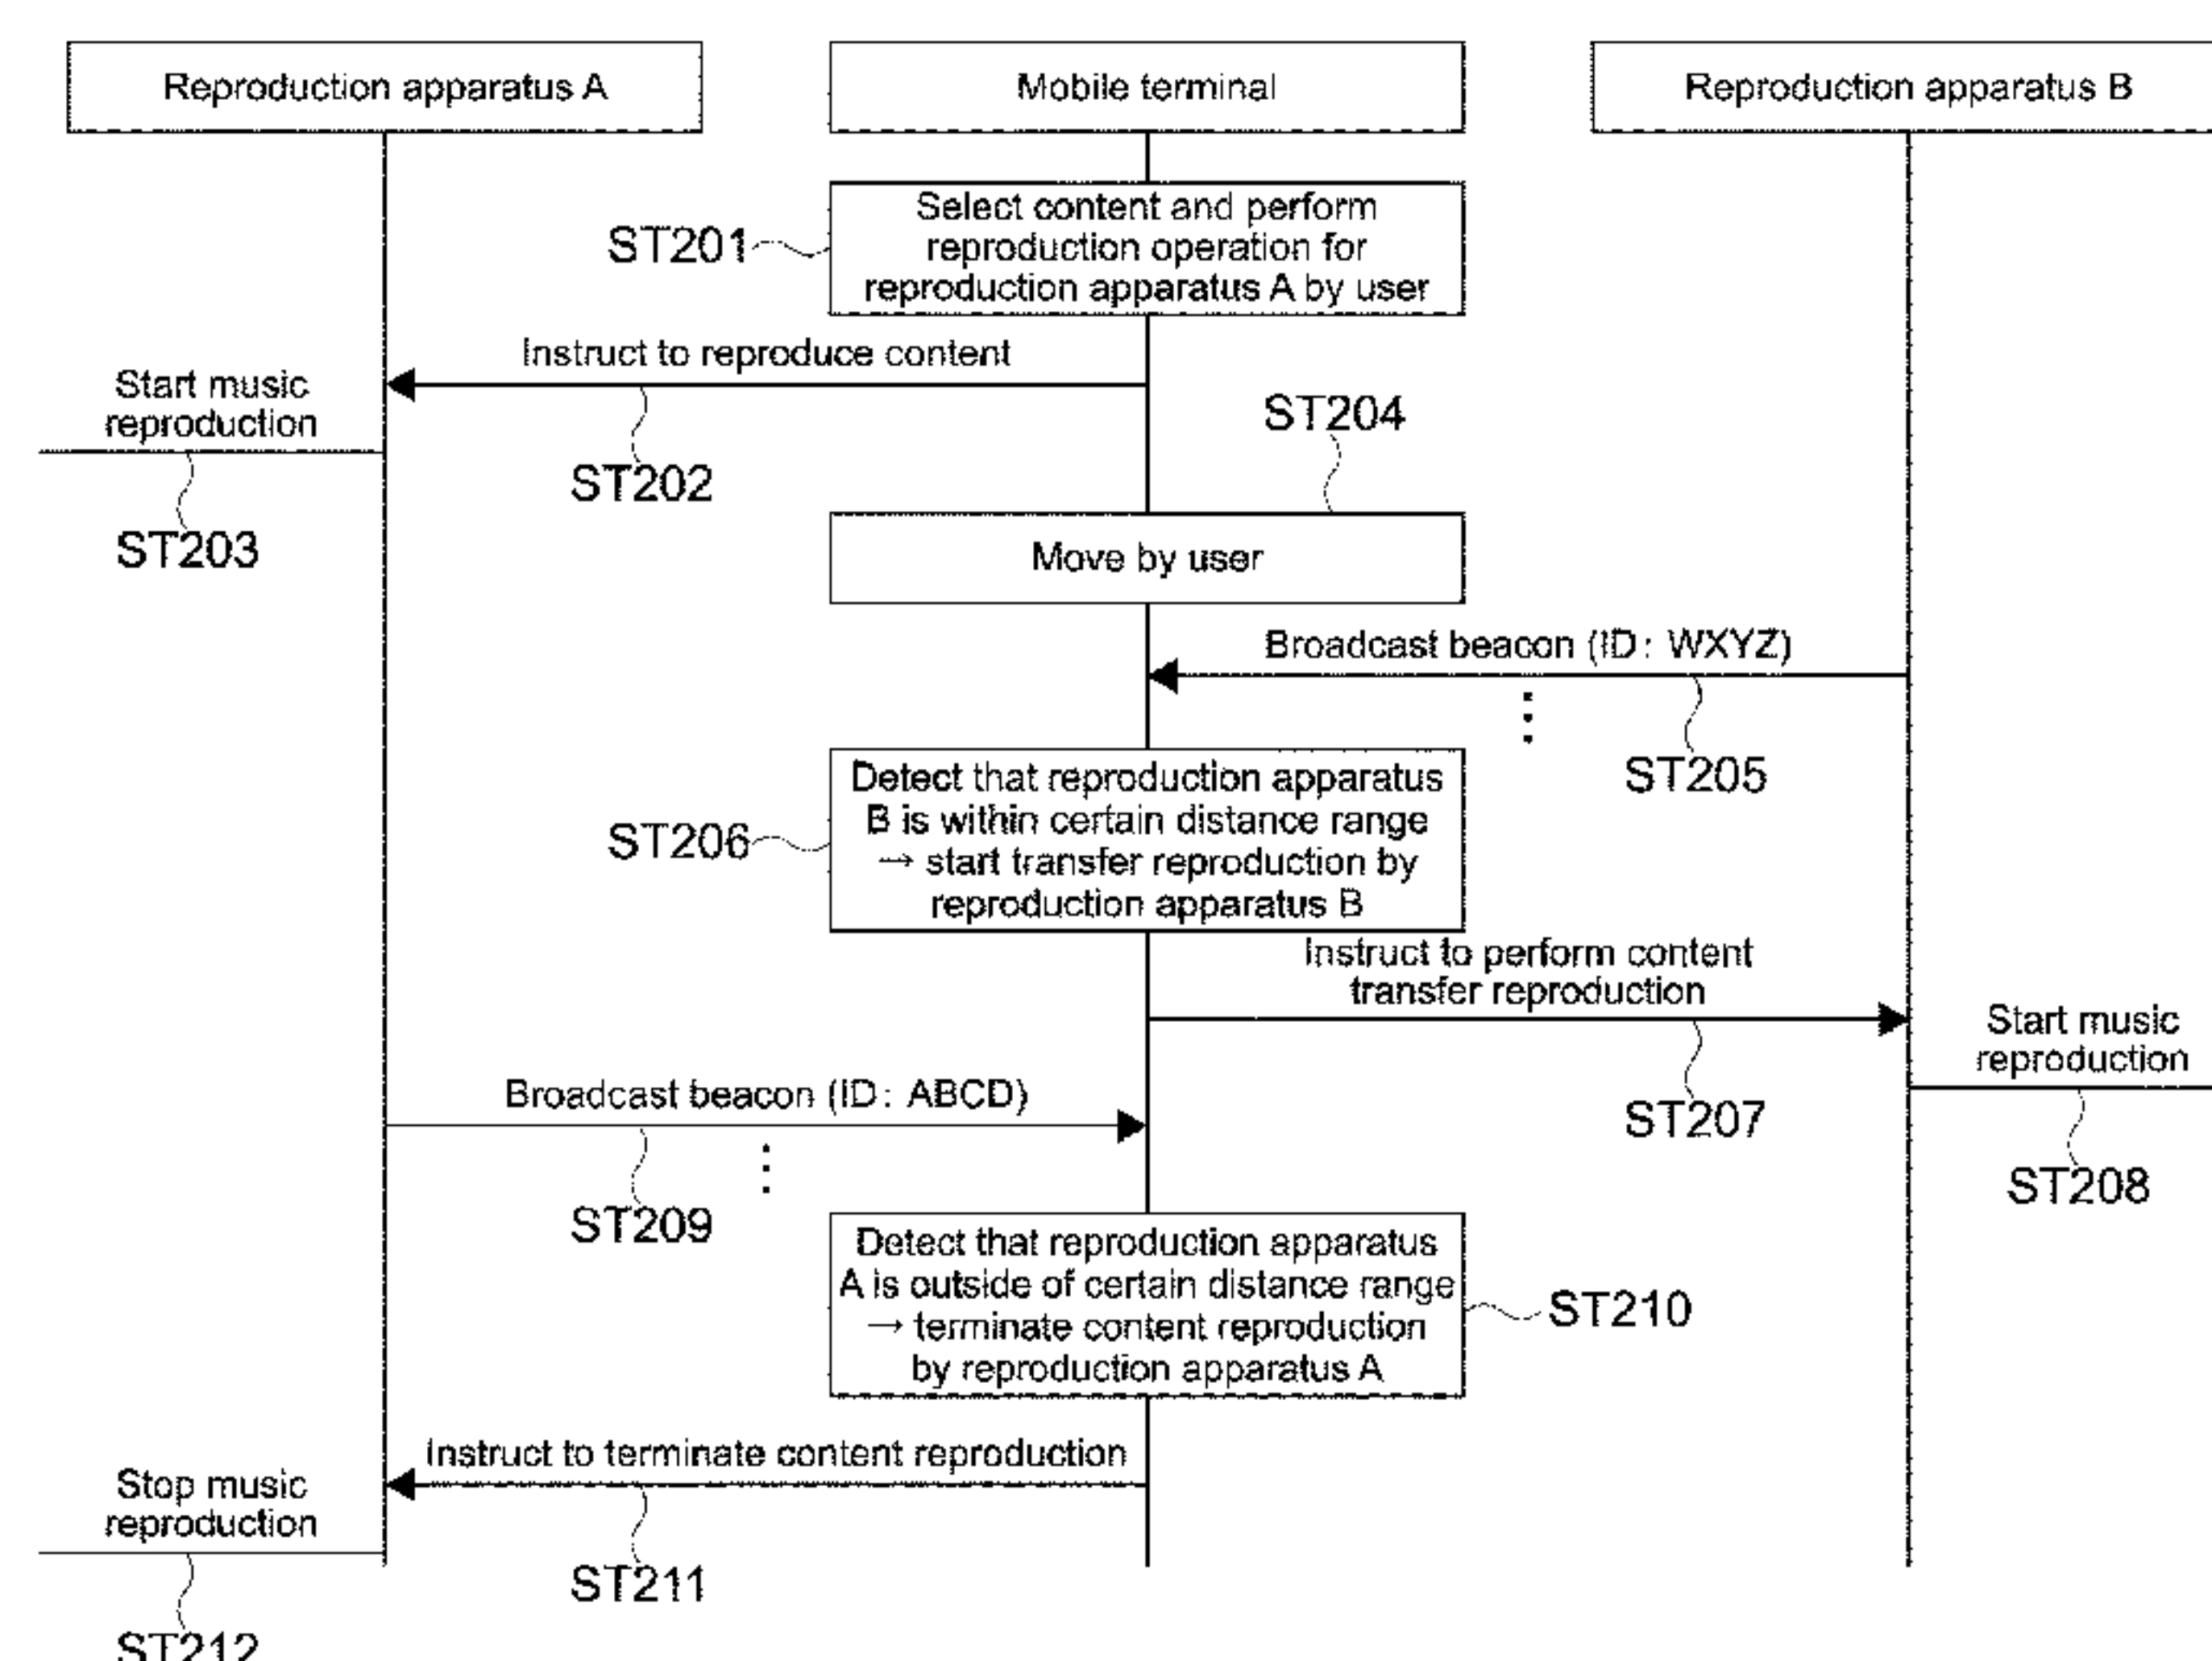 Reproduction apparatus A
Mobile terminal
Reproduction apparatus B
Select content and perform
reproduction operation for
reproduction apparatus A by user
ST201
Instruct to reproduce content
Start music
reproduction
ST202
ST203
ST204
Move by user
Broadcast beacon (ID: WXYZ)
ST205
Detect that reproduction apparatus
B is within certain distance range
→ start transfer reproduction by
reproduction apparatus B
ST206
Instruct to perform content
transfer reproduction
ST207
Start music
reproduction
ST208
Broadcast beacon (ID: ABCD)
ST209
Detect that reproduction apparatus
A is outside of certain distance range
→ terminate content reproduction
by reproduction apparatus A
ST210
Instruct to terminate content reproduction
ST211
Stop music
reproduction
ST212